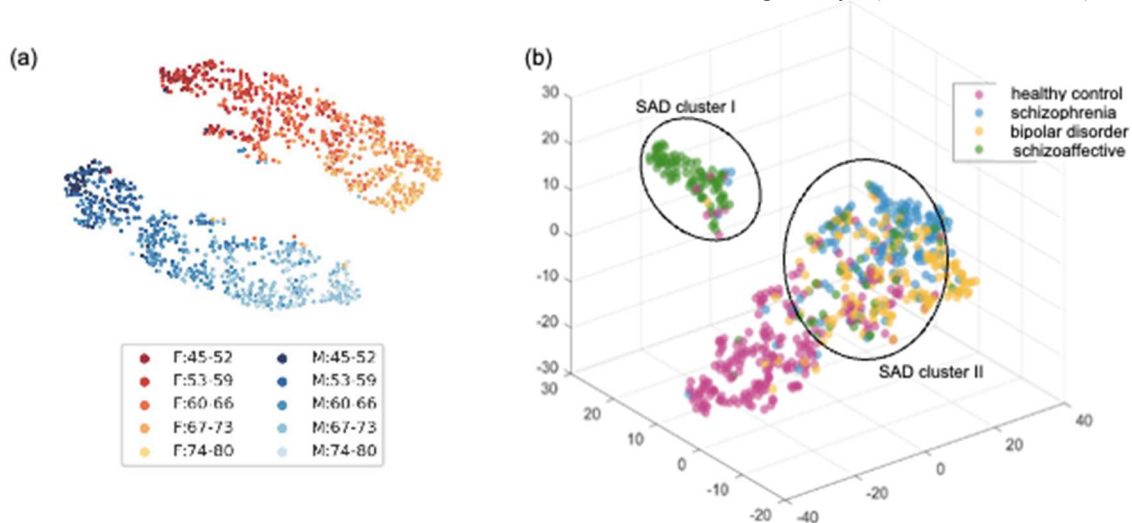 (a)
F:45-52 M:45-52
F:53-59 M:53-59
F:60-66 M:60-66
F:67-73 M:67-73
F:74-80 M:74-80
(b)
healthy control
schizophrenia
bipolar disorder
schizoaffective
SAD cluster I
SAD cluster II
30
20
10
0
-10
-20
-30
30
20
10
0
-10
-20
-40
-20
0
20
40